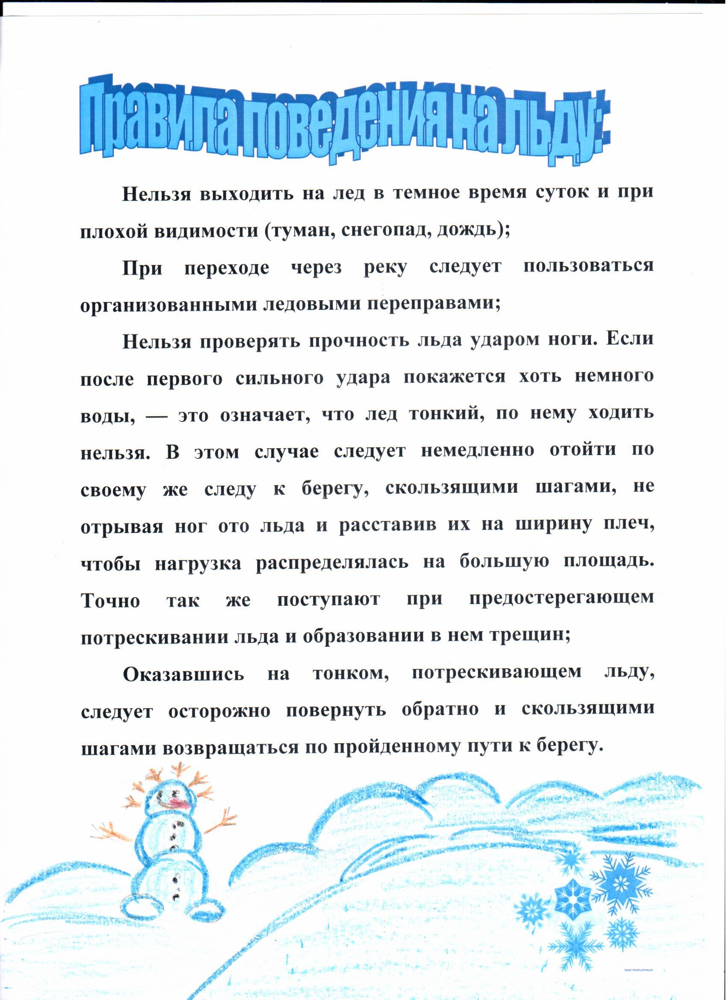 Правила поведения на льду:
Нельзя выходить на лед в темное время суток и при
плохой видимости (туман, снегопад, дождь);
При переходе через реку следует пользоваться
организованными ледовыми переправами;
Нельзя проверять прочность льда ударом ноги. Если
после первого сильного удара покажется хоть немного
воды, — это означает, что лед тонкий, по нему ходить
нельзя. В этом случае следует немедленно отойти по
своему же следу к берегу, скользящими шагами, не
отрывая ног ото льда и расставив их на ширину плеч,
чтобы нагрузка распределялась на большую площадь.
Точно так же поступают при предостерегающем
потрескивании льда и образовании в нем трещин;
Оказавшись на тонком, потрескивающем льду,
следует осторожно повернуть обратно и скользящими
шагами возвращаться по пройденному пути к берегу.